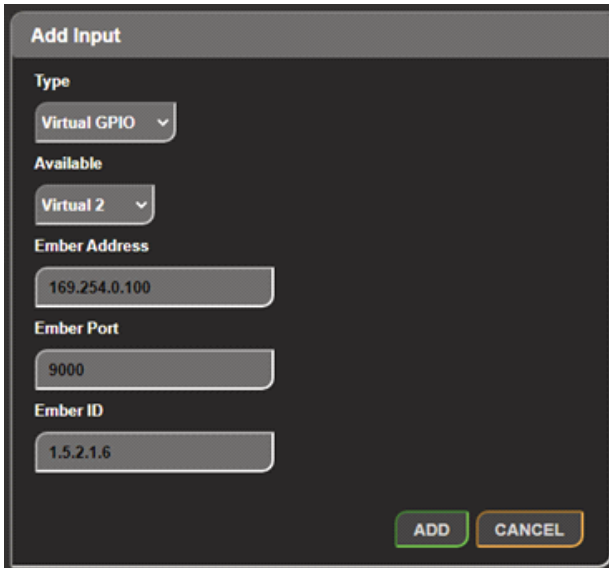 Add Input
Type
Virtual GPIO
Available
Virtual 2
Ember Address
169.254.0.100
Ember Port
9000
Ember ID
1.5.2.1.6
ADD CANCEL